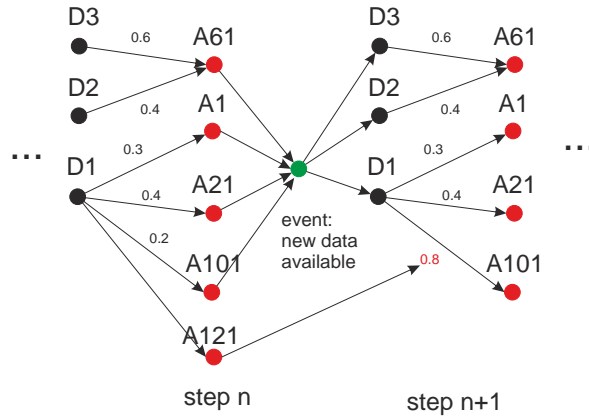 D3
0.6
A61
D2
0.4
A1
...
D1
0.3
0.4
A21
0.2
A101
A121
step n
event:
new data
available
D3
0.6
A61
D2
0.4
A1
...
D1
0.3
0.4
A21
0.8
A101
step n+1